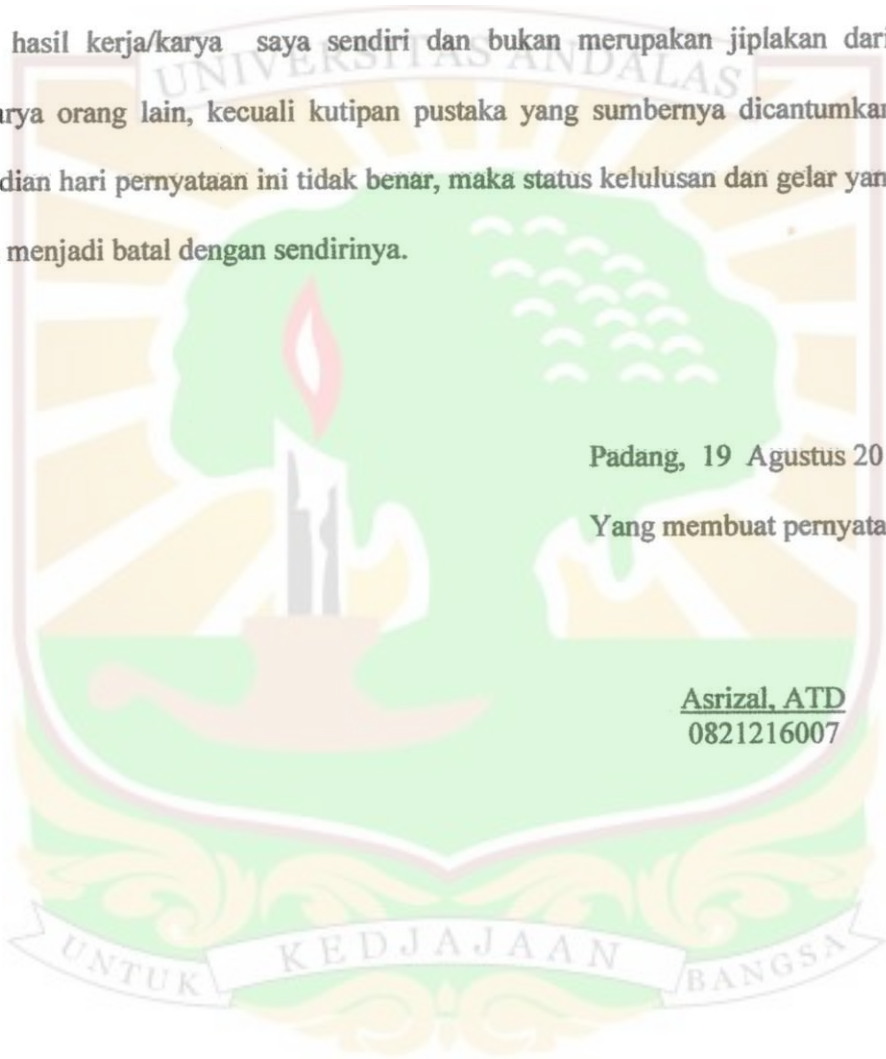 hasil kerja/karya saya sendiri dan bukan merupakan jiplakan dari
UNIVERSITAS ANDALAS
arya orang lain, kecuali kutipan pustaka yang sumbernya dicantumkan
dian hari pernyataan ini tidak benar, maka status kelulusan dan gelar yan
menjadi batal dengan sendirinya.
Padang, 19 Agustus 20
Yang membuat pernyata
Asrizal, ATD
0821216007
UNTUK KEDJAJAAN BANGSA